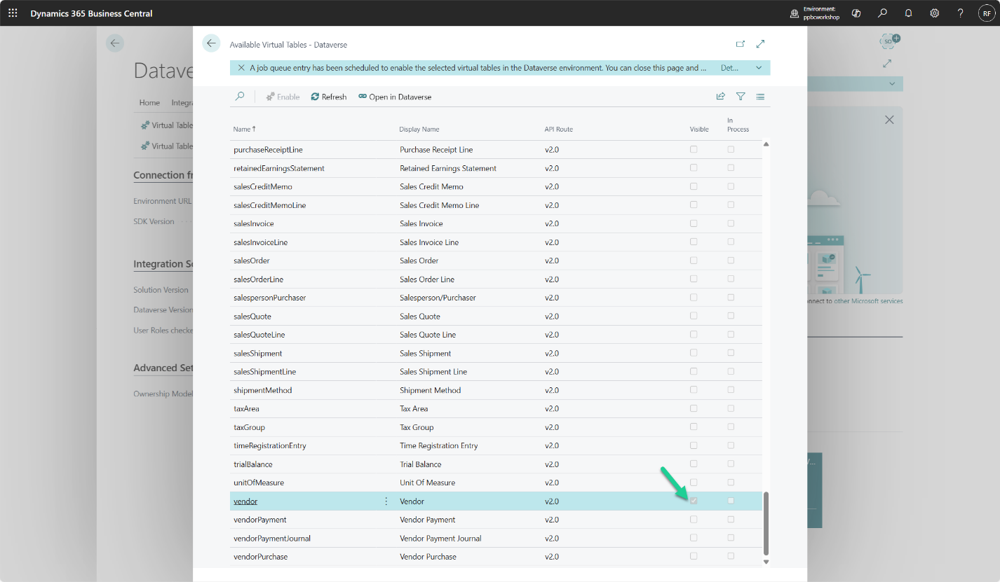 Dynamics 365 Business Central
Environment:
ppbcworkshop
RF
Available Virtual Tables - Dataverse
A job queue entry has been scheduled to enable the selected virtual tables in the Dataverse environment. You can close this page and ... Det...
Enable Refresh Open in Dataverse
Name ↑ Display Name API Route Visible In Process
purchaseReceiptLine Purchase Receipt Line v2.0
retainedEarningsStatement Retained Earnings Statement v2.0
salesCreditMemo Sales Credit Memo v2.0
salesCreditMemoLine Sales Credit Memo Line v2.0
salesInvoice Sales Invoice v2.0
salesInvoiceLine Sales Invoice Line v2.0
salesOrder Sales Order v2.0
salesOrderLine Sales Order Line v2.0
salespersonPurchaser Salesperson/Purchaser v2.0
salesQuote Sales Quote v2.0
salesQuoteLine Sales Quote Line v2.0
salesShipment Sales Shipment v2.0
salesShipmentLine Sales Shipment Line v2.0
shipmentMethod Shipment Method v2.0
taxArea Tax Area v2.0
taxGroup Tax Group v2.0
timeRegistrationEntry Time Registration Entry v2.0
trialBalance Trial Balance v2.0
unitOfMeasure Unit Of Measure v2.0
vendor Vendor v2.0
vendorPayment Vendor Payment v2.0
vendorPaymentJournal Vendor Payment Journal v2.0
vendorPurchase Vendor Purchase v2.0
Datave
Home Integra
Virtual Table
Virtual Table
Connection fr
Environment URL
SDK Version
Integration Se
Solution Version
Dataverse Version
User Roles checke
Advanced Set
Ownership Model
SO
onnect to other Microsoft services